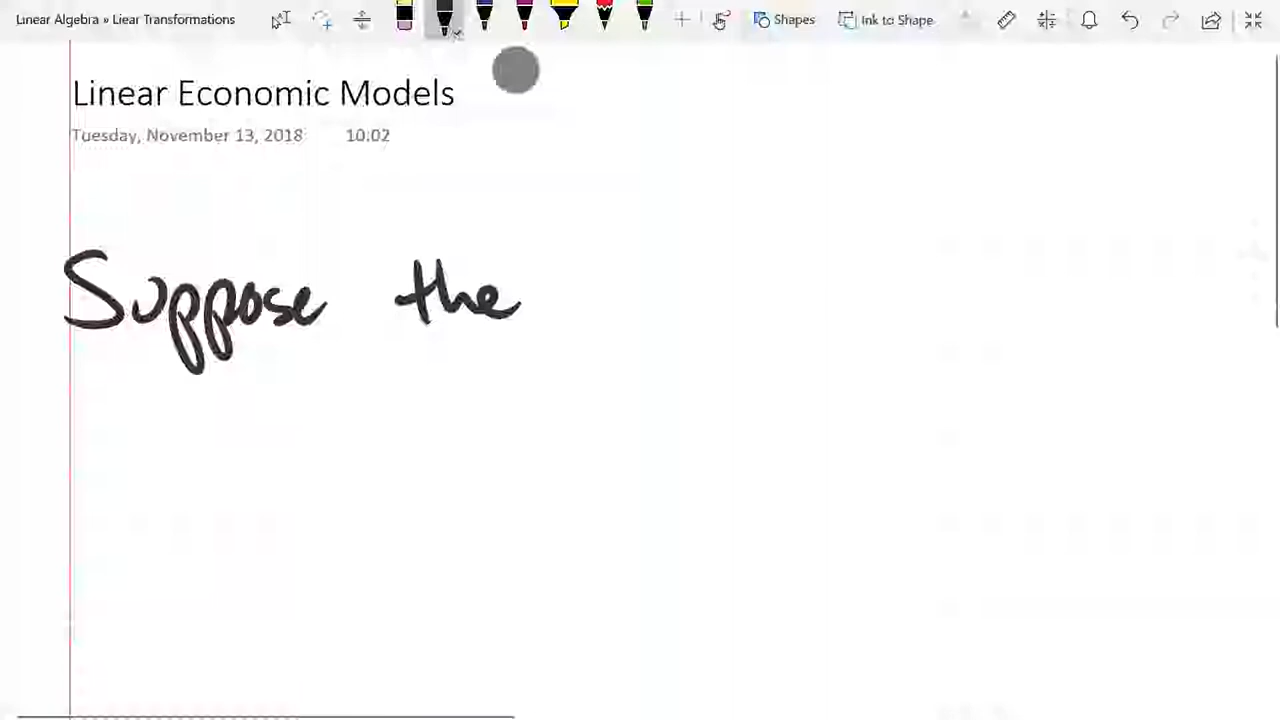 Linear Algebra » Liear Transformations
Shapes
Ink to Shape
Linear Economic Models
Tuesday, November 13, 2018 10:02
Suppose the